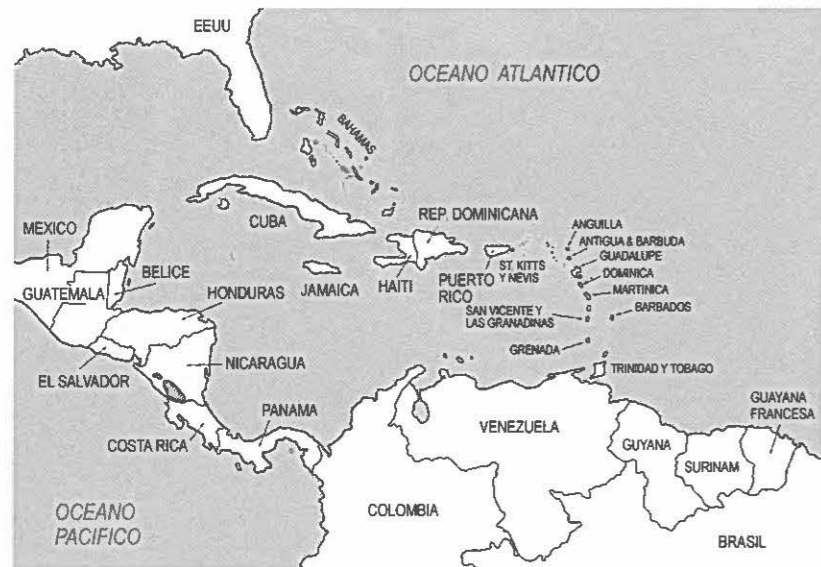 EEUU
OCEANO ATLANTICO
BAHAMAS
CUBA
REP. DOMINICANA
MEXICO
ANGUILLA
ANTIGUA & BARBUDA
GUADALUPE
BELICE
HAITI
PUERTO
RICO
ST. KITTS
Y NEVIS
DOMINICA
GUATEMALA
HONDURAS
JAMAICA
MARTINICA
SAN VICENTE Y
LAS GRANADINAS
BARBADOS
GRENADA
NICARAGUA
EL SALVADOR
TRINIDAD Y TOBAGO
GUAYANA
FRANCESA
PANAMA
COSTA RICA
VENEZUELA
GUYANA
SURINAM
OCEANO
PACIFICO
COLOMBIA
BRASIL